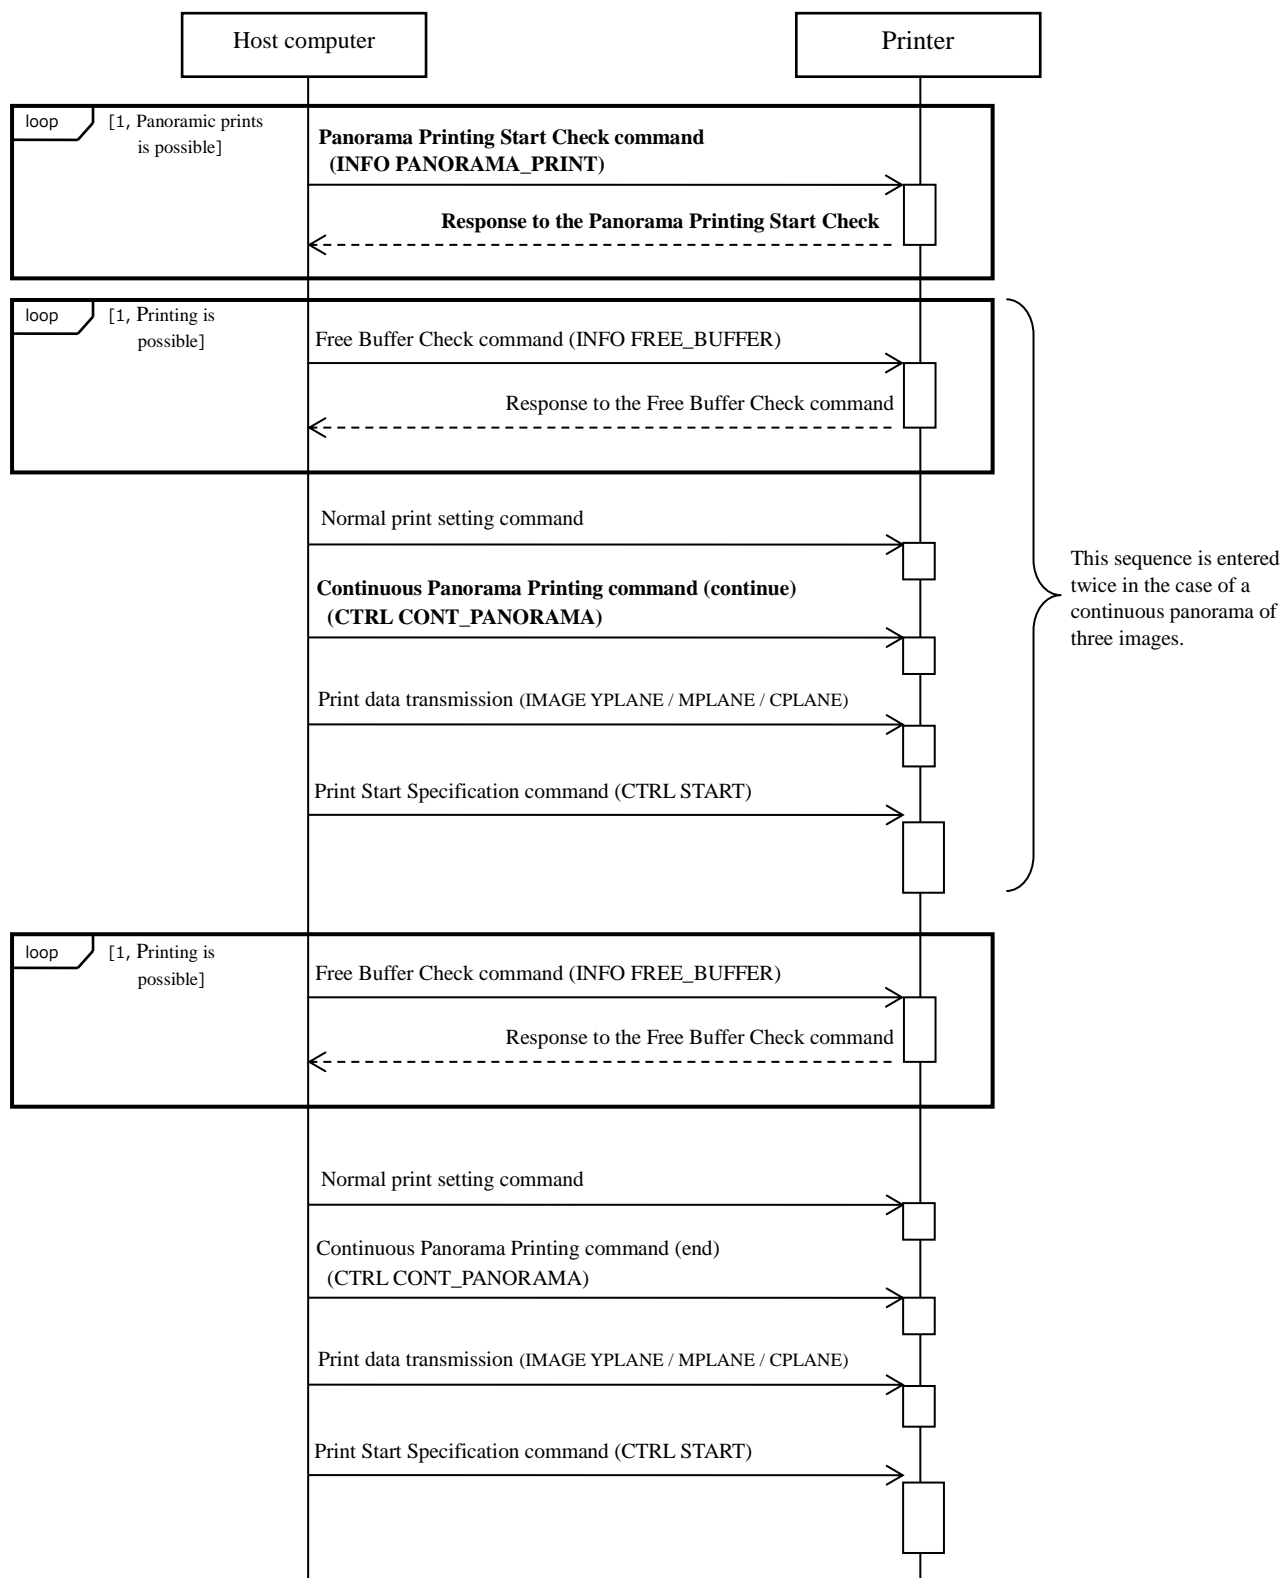 Host computer
Printer
loop
[1, Panoramic prints
is possible]
Panorama Printing Start Check command
(INFO PANORAMA_PRINT)
Response to the Panorama Printing Start Check
loop
[1, Printing is
possible]
Free Buffer Check command (INFO FREE_BUFFER)
Response to the Free Buffer Check command
Normal print setting command
Continuous Panorama Printing command (continue)
(CTRL CONT_PANORAMA)
This sequence is entered
twice in the case of a
continuous panorama of
three images.
Print data transmission (IMAGE YPLANE / MPLANE / CPLANE)
Print Start Specification command (CTRL START)
loop
[1, Printing is
possible]
Free Buffer Check command (INFO FREE_BUFFER)
Response to the Free Buffer Check command
Normal print setting command
Continuous Panorama Printing command (end)
(CTRL CONT_PANORAMA)
Print data transmission (IMAGE YPLANE / MPLANE / CPLANE)
Print Start Specification command (CTRL START)